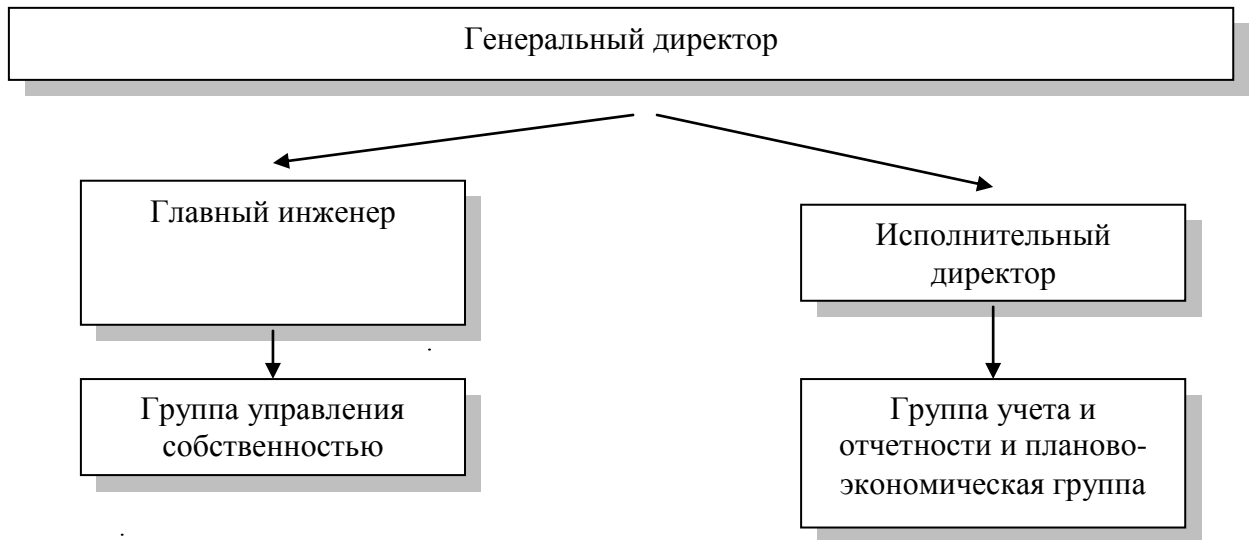 Генеральный директор
Главный инженер
Исполнительный
директор
Группа управления
собственностью
Группа учета и
отчетности и планово-
экономическая группа